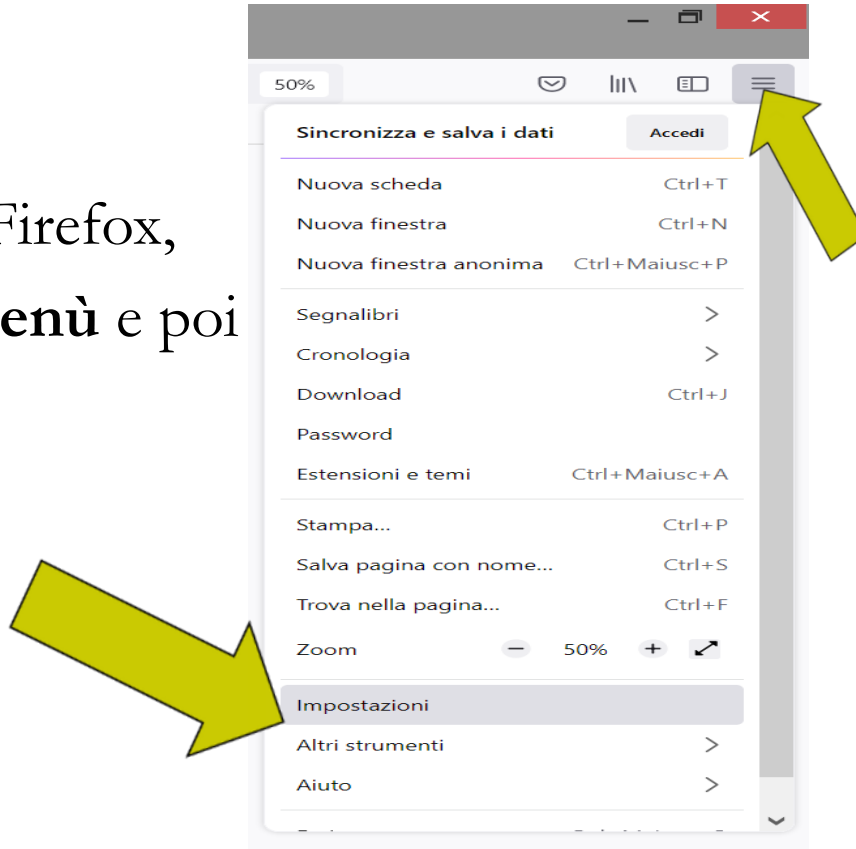 50%
Sincronizza e salva i dati Accedi
Nuova scheda Ctrl+T
Firefox,
Nuova finestra Ctrl+N
Nuova finestra anonima Ctrl+Maiusc+P
enù e poi
Segnalibri
Cronologia
Download Ctrl+J
Password
Estensioni e temi Ctrl+Maiusc+A
Stampa... Ctrl+P
Salva pagina con nome... Ctrl+S
Trova nella pagina... Ctrl+F
Zoom − 50% +
Impostazioni
Altri strumenti
Aiuto